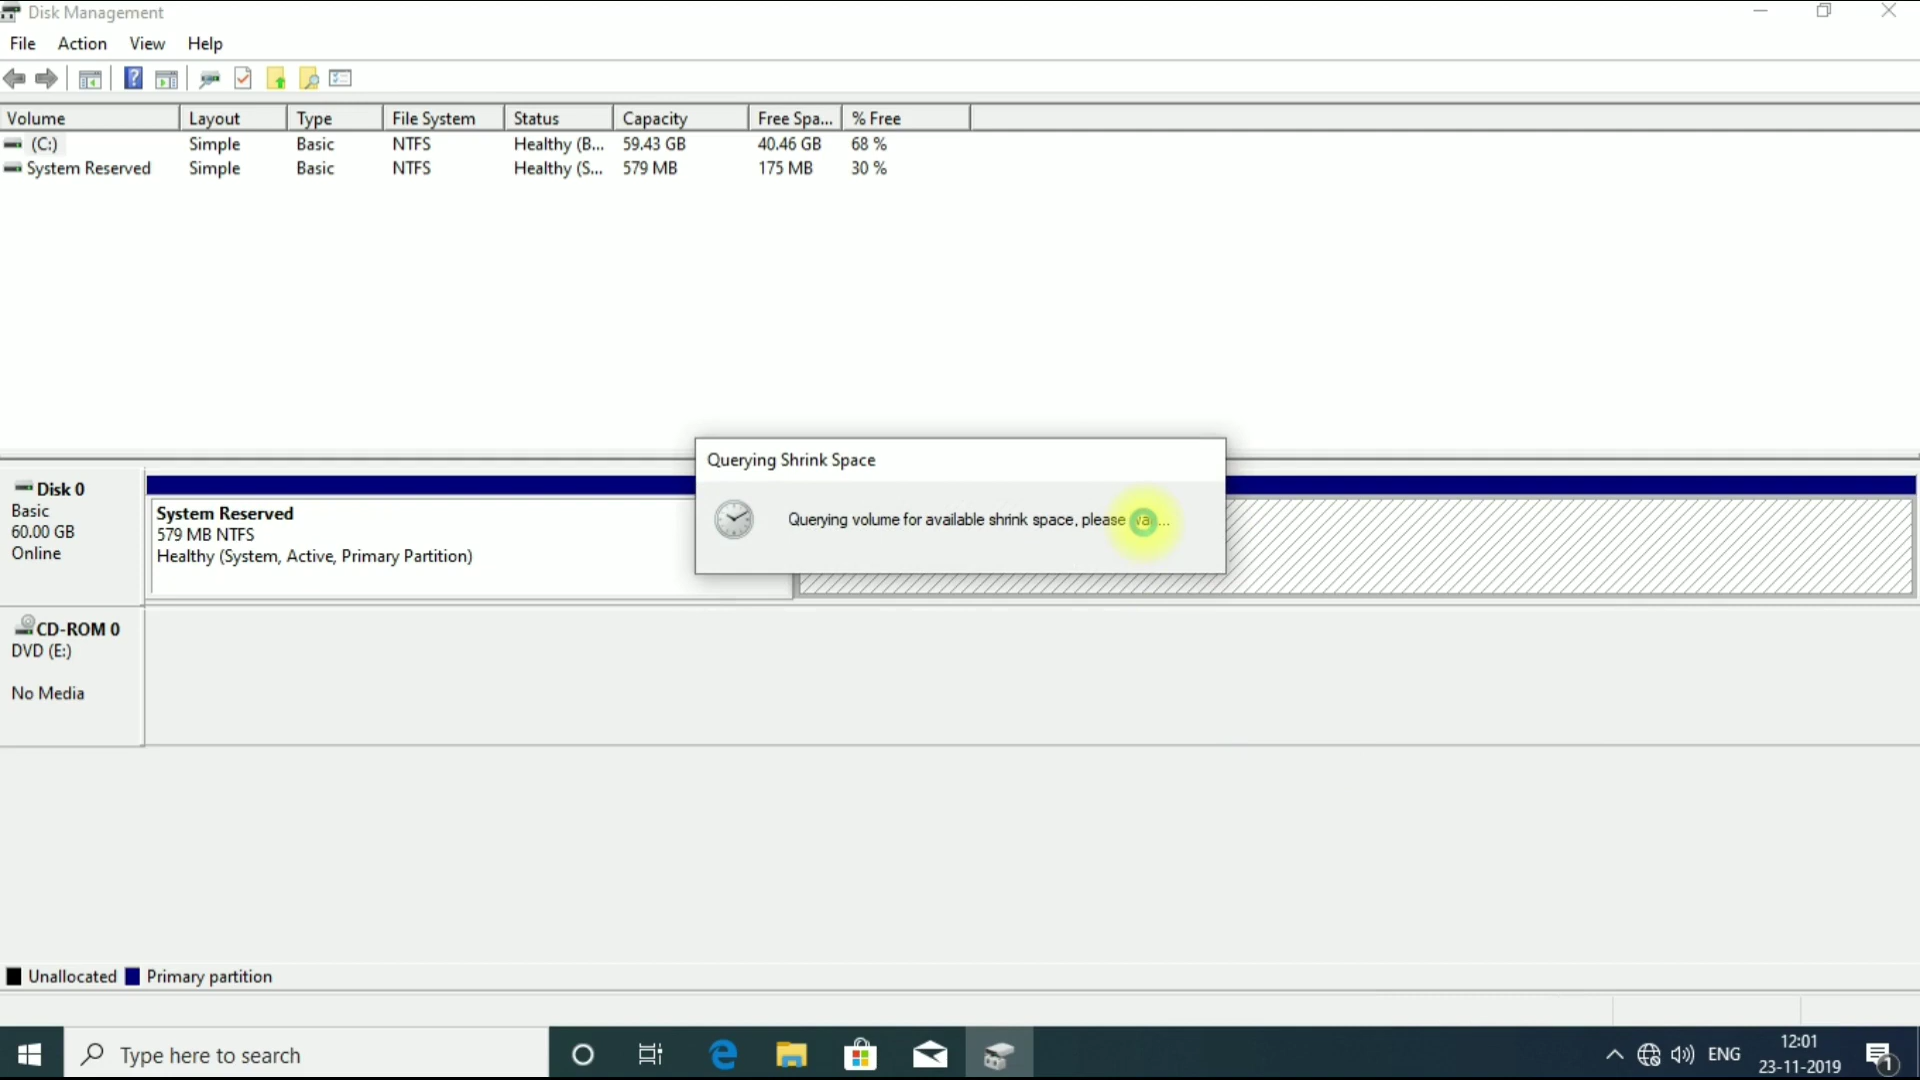 Disk Management
File Action View Help
Volume Layout Type File System Status Capacity Free Spa... % Free
(C:) Simple Basic NTFS Healthy (B... 59.43 GB 40.46 GB 68 %
System Reserved Simple Basic NTFS Healthy (S... 579 MB 175 MB 30 %
Querying Shrink Space
Querying volume for available shrink space, please wait...
Disk 0
Basic
60.00 GB
Online
System Reserved
579 MB NTFS
Healthy (System, Active, Primary Partition)
CD-ROM 0
DVD (E:)
No Media
Unallocated Primary partition
Type here to search
ENG
12:01
23-11-2019
1